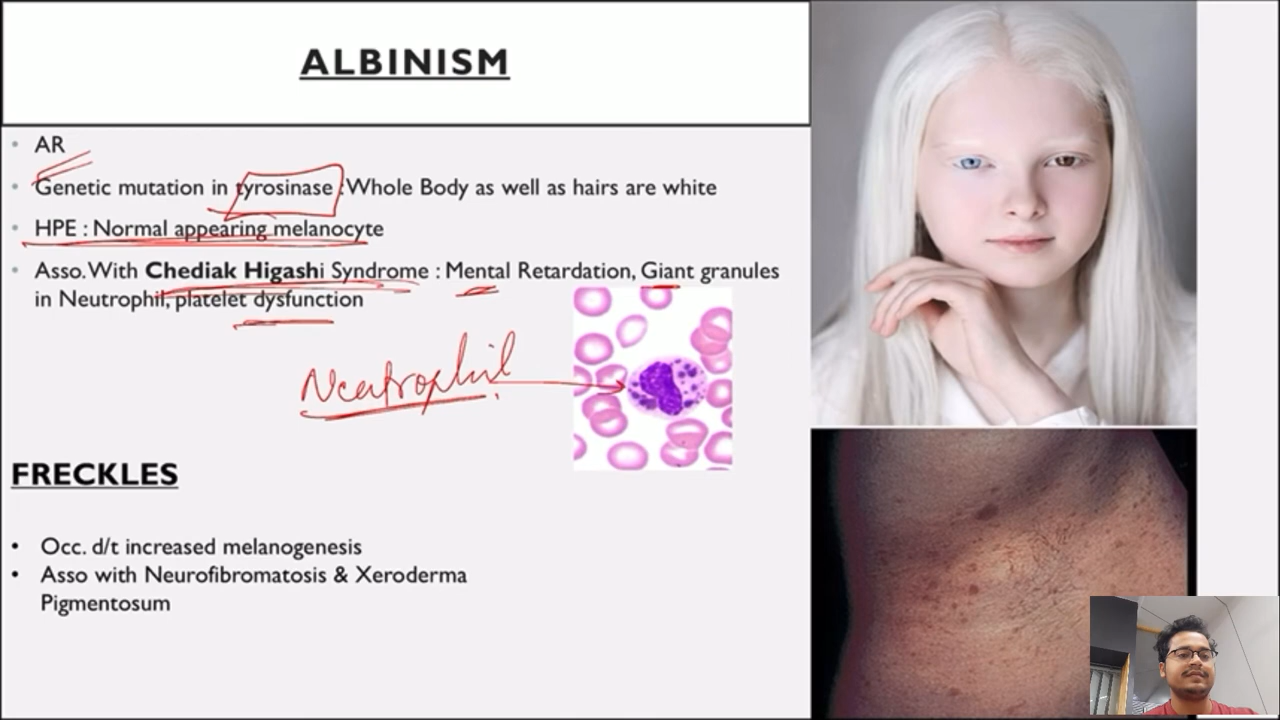 ALBINISM
AR
Genetic mutation in tyrosinase : Whole Body as well as hairs are white
HPE : Normal appearing melanocyte
Asso. With Chediak Higashi Syndrome : Mental Retardation, Giant granules
in Neutrophil, platelet dysfunction
Neutrophil
FRECKLES
Occ. d/t increased melanogenesis
Asso with Neurofibromatosis & Xeroderma
Pigmentosum